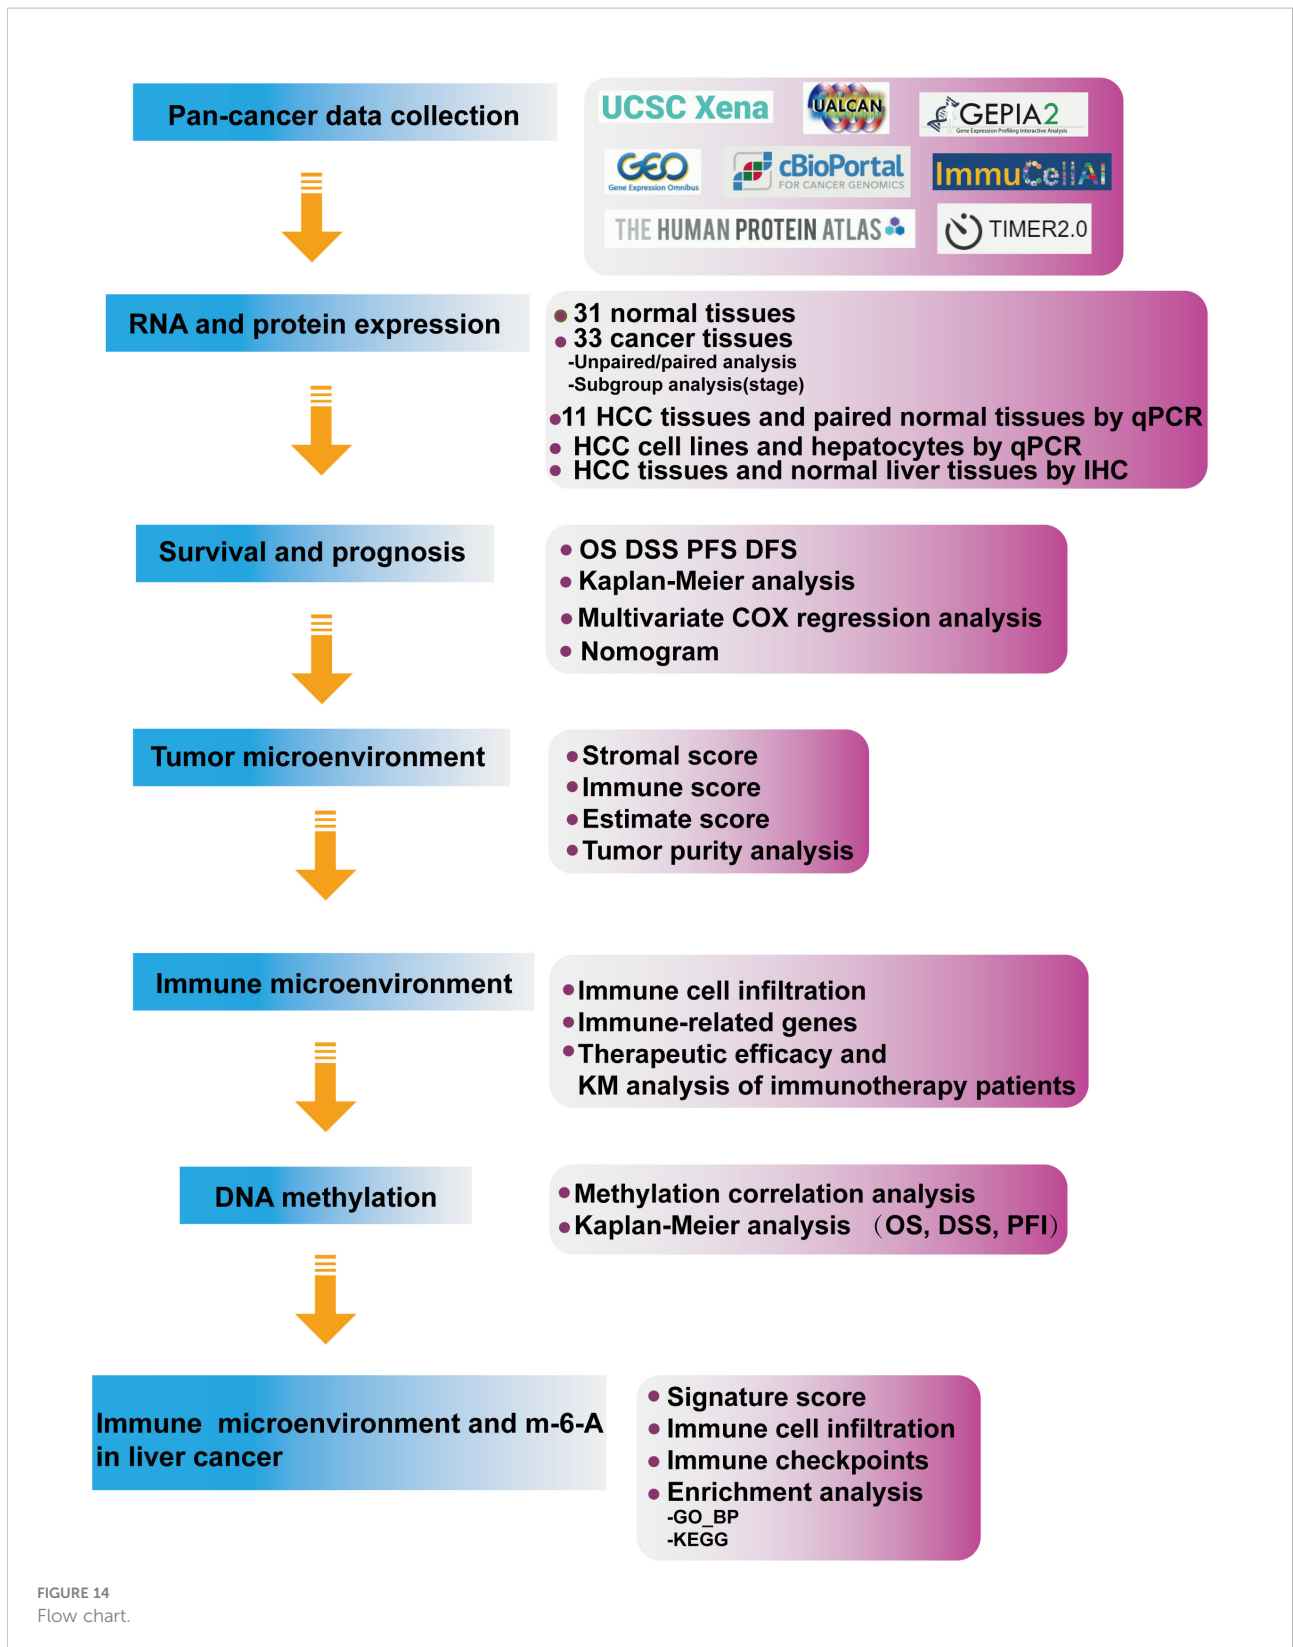 Pan-cancer data collection
UCSC Xena
UALCAN
GEPIA2
Gene Expression Profiling Interactive Analysis
GEO
Gene Expression Omnibus
cBioPortal
FOR CANCER GENOMICS
ImmuCellAI
THE HUMAN PROTEIN ATLAS
TIMER2.0
RNA and protein expression
31 normal tissues
33 cancer tissues
-Unpaired/paired analysis
-Subgroup analysis(stage)
11 HCC tissues and paired normal tissues by qPCR
HCC cell lines and hepatocytes by qPCR
HCC tissues and normal liver tissues by IHC
Survival and prognosis
OS DSS PFS DFS
Kaplan-Meier analysis
Multivariate COX regression analysis
Nomogram
Tumor microenvironment
Stromal score
Immune score
Estimate score
Tumor purity analysis
Immune microenvironment
Immune cell infiltration
Immune-related genes
Therapeutic efficacy and
KM analysis of immunotherapy patients
DNA methylation
Methylation correlation analysis
Kaplan-Meier analysis （OS, DSS, PFI）
Immune microenvironment and m-6-A
in liver cancer
Signature score
Immune cell infiltration
Immune checkpoints
Enrichment analysis
-GO_BP
-KEGG
FIGURE 14
Flow chart.